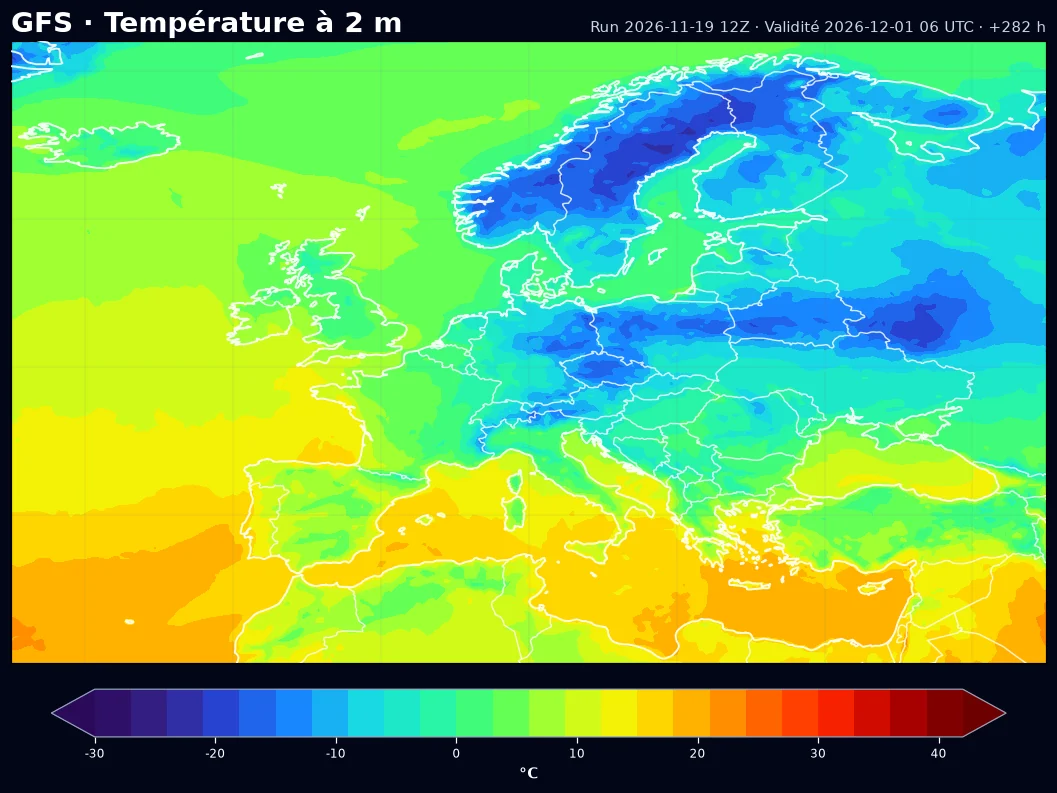 GFS · Température à 2 m
Run 2026-11-19 12Z · Validité 2026-12-01 06 UTC · +282 h
-30 -20 -10 0 10 20 30 40
°C